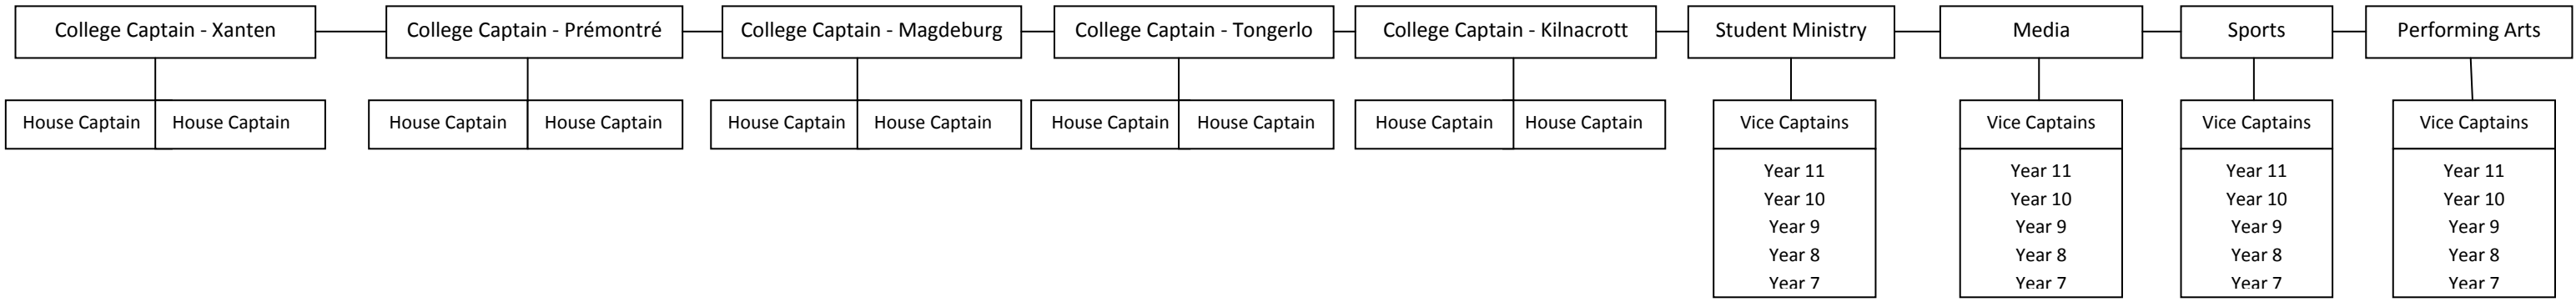 College Captain - Xanten
College Captain - Prémontré
College Captain - Magdeburg
College Captain - Tongerlo
College Captain - Kilnacrott
Student Ministry
Media
Sports
Performing Arts
House Captain
House Captain
House Captain
House Captain
House Captain
House Captain
House Captain
House Captain
House Captain
House Captain
Vice Captains
Year 11
Year 10
Year 9
Year 8
Year 7
Vice Captains
Year 11
Year 10
Year 9
Year 8
Year 7
Vice Captains
Year 11
Year 10
Year 9
Year 8
Year 7
Vice Captains
Year 11
Year 10
Year 9
Year 8
Year 7